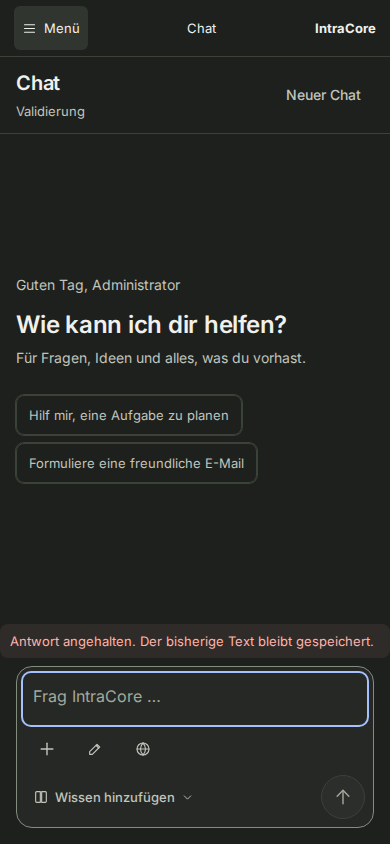 Menü
Chat
IntraCore
Chat
Validierung
Neuer Chat
Guten Tag, Administrator
Wie kann ich dir helfen?
Für Fragen, Ideen und alles, was du vorhast.
Hilf mir, eine Aufgabe zu planen
Formuliere eine freundliche E-Mail
Antwort angehalten. Der bisherige Text bleibt gespeichert.
Frag IntraCore ...
Wissen hinzufügen